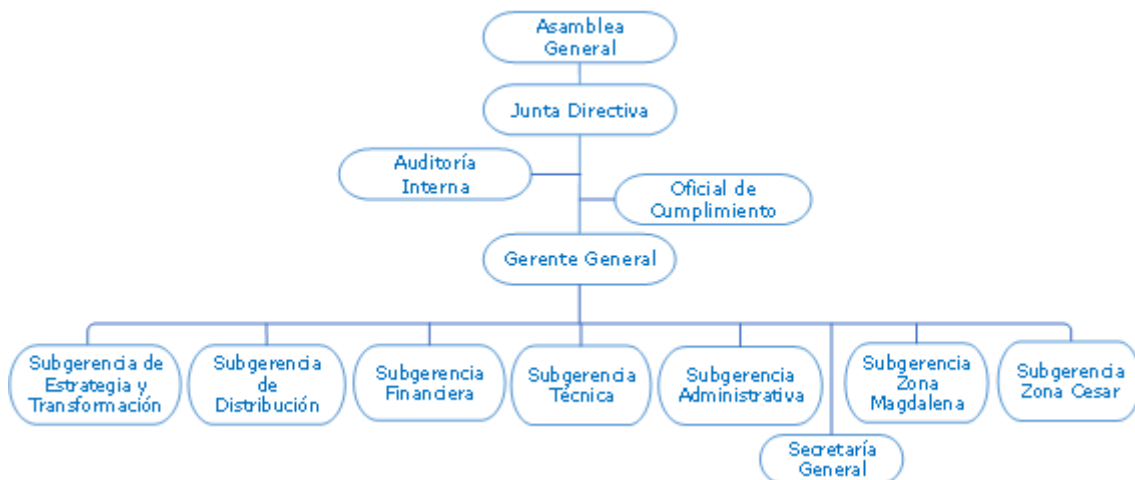 Asamblea
General
Junta Directiva
Auditoría
Interna
Oficial de
Cumplimiento
Gerente General
Subgerencia de
Estrategia y
Transformación
Subgerencia
de
Distribución
Subgerencia
Financiera
Subgerencia
Técnica
Subgerencia
Administrativa
Subgerencia
Zona
Magdalena
Subgerencia
Zona Cesar
Secretaría
General